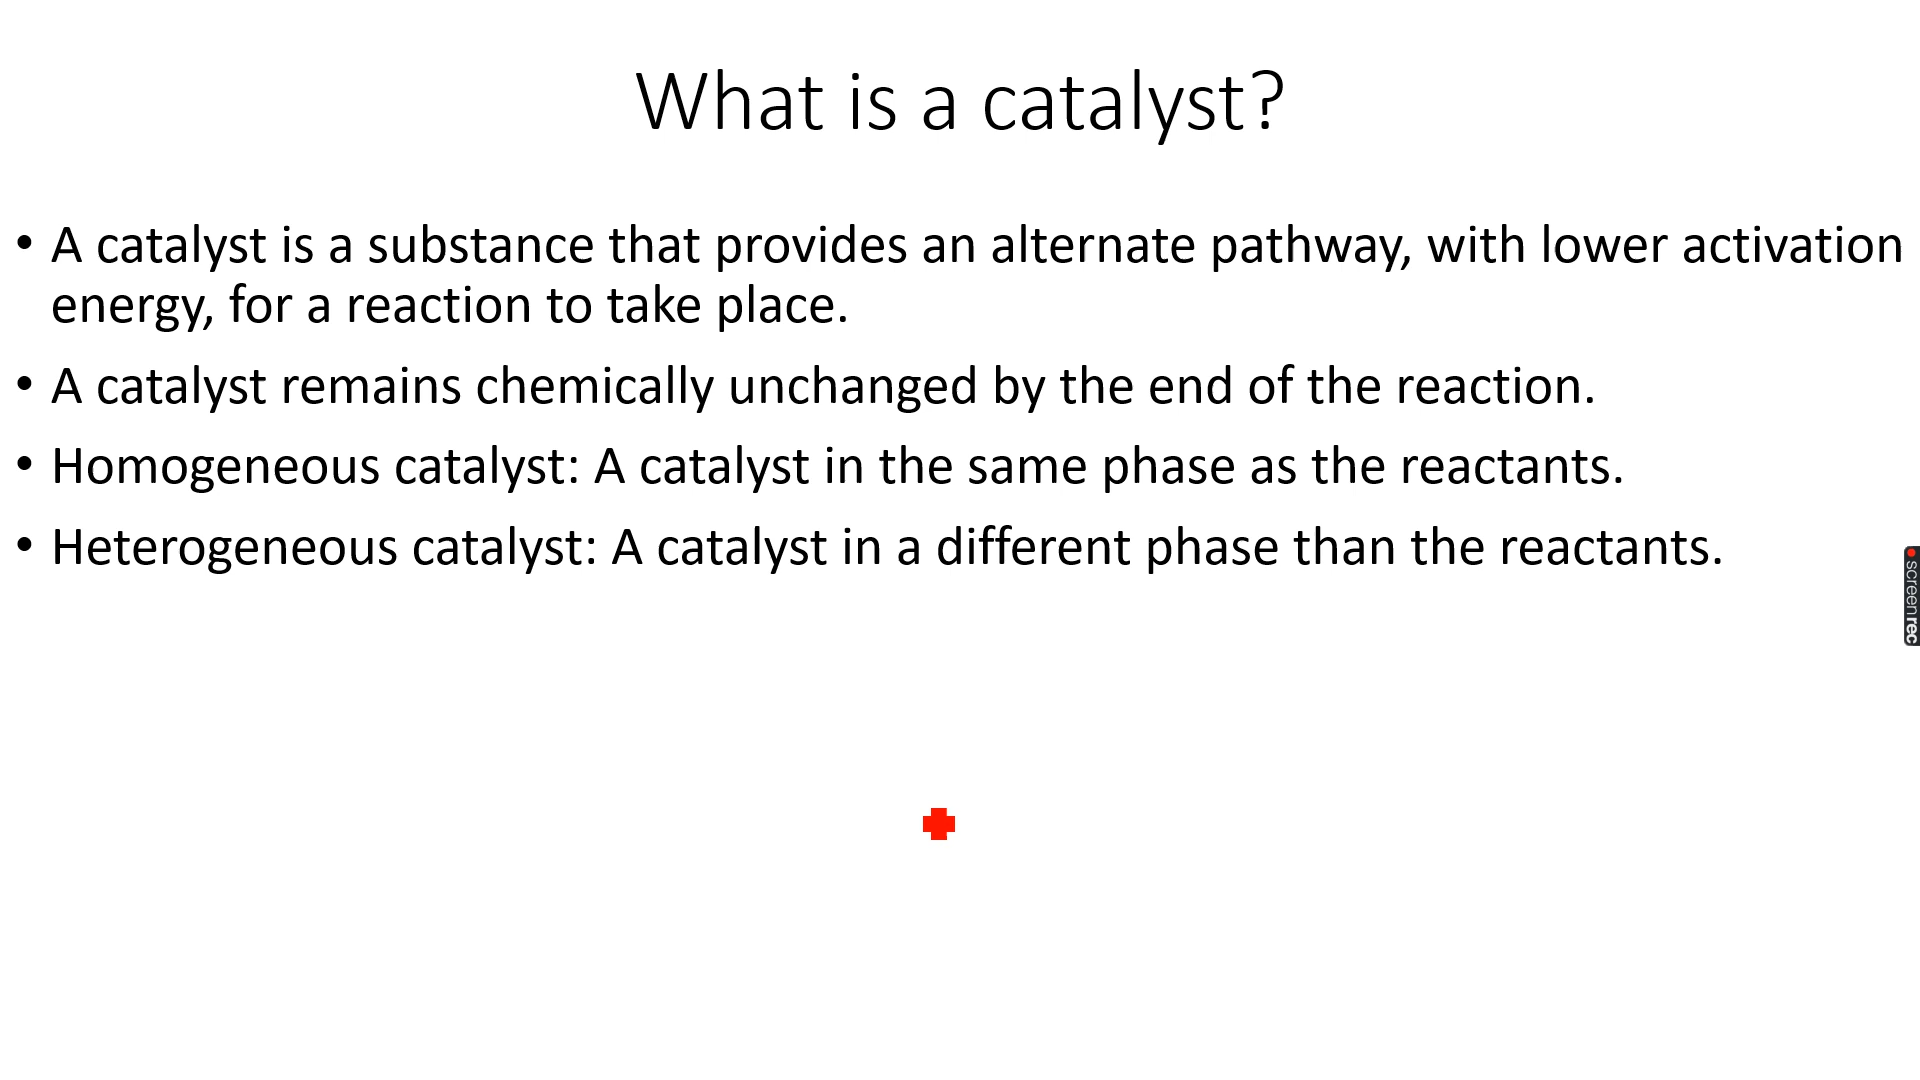 What is a catalyst?
• A catalyst is a substance that provides an alternate pathway, with lower activation
energy, for a reaction to take place.
• A catalyst remains chemically unchanged by the end of the reaction.
• Homogeneous catalyst: A catalyst in the same phase as the reactants.
• Heterogeneous catalyst: A catalyst in a different phase than the reactants.
screenrec